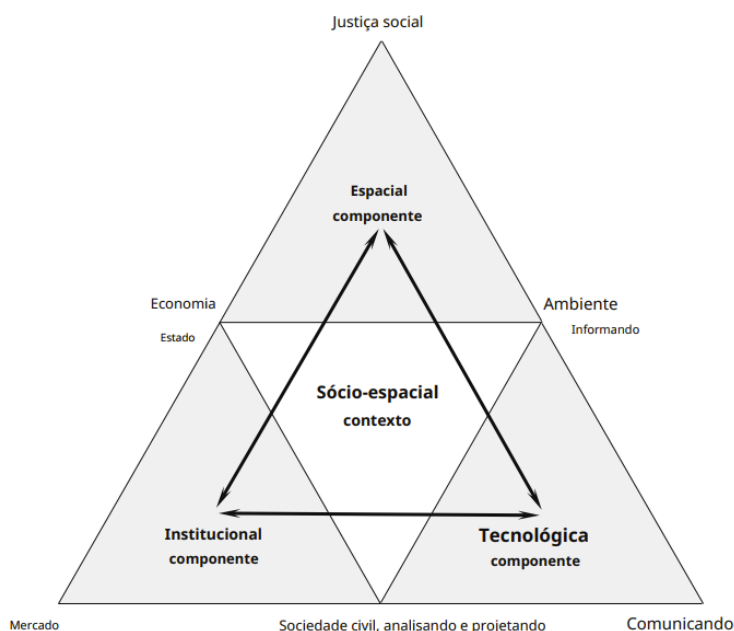 Justiça social
Espacial
componente
Economia
Ambiente
Estado
Informando
Sócio-espacial
contexto
Institucional
componente
Tecnológica
componente
Mercado
Sociedade civil, analisando e projetando
Comunicando